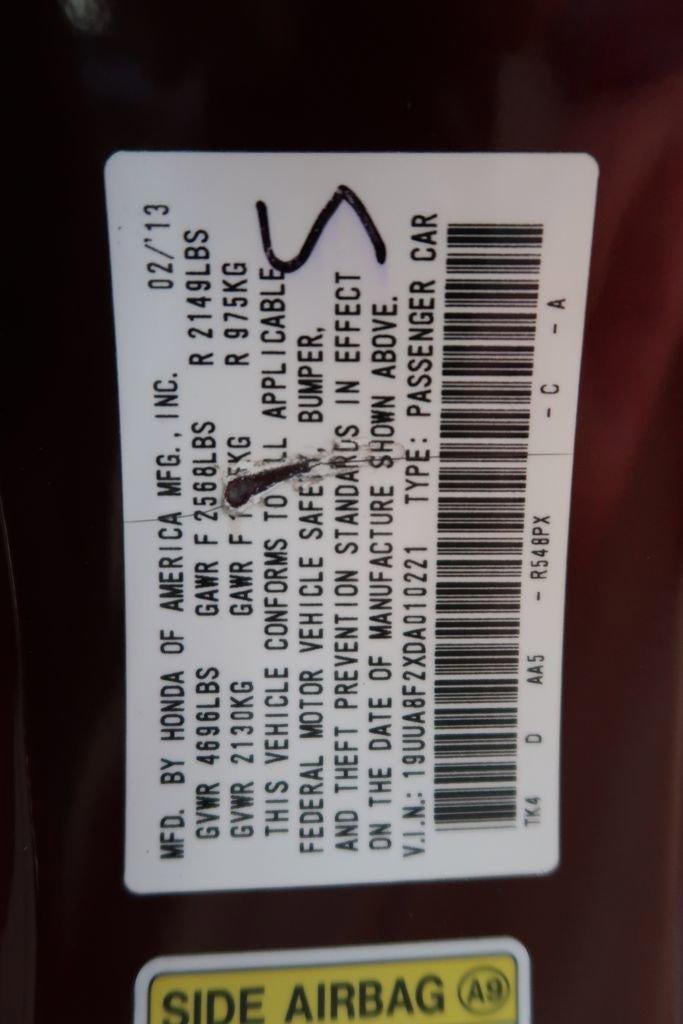 MFD. BY HONDA OF AMERICA MFG., INC. 02/'13
GVWR 4696LBS GAWR F 2568LBS R 2149LBS
GVWR 2130KG GAWR F R 975KG
THIS VEHICLE CONFORMS TO APPLICABLE
FEDERAL MOTOR VEHICLE BUMPER,
AND THEFT PREVENTION STANDARDS IN EFFECT
ON THE DATE OF MANUFACTURE SHOWN ABOVE.
V.I.N.: 19UUA8F2XDA010221 TYPE: PASSENGER CAR
TK4 D AA5 - R548PX - C - A
SIDE AIRBAG A9